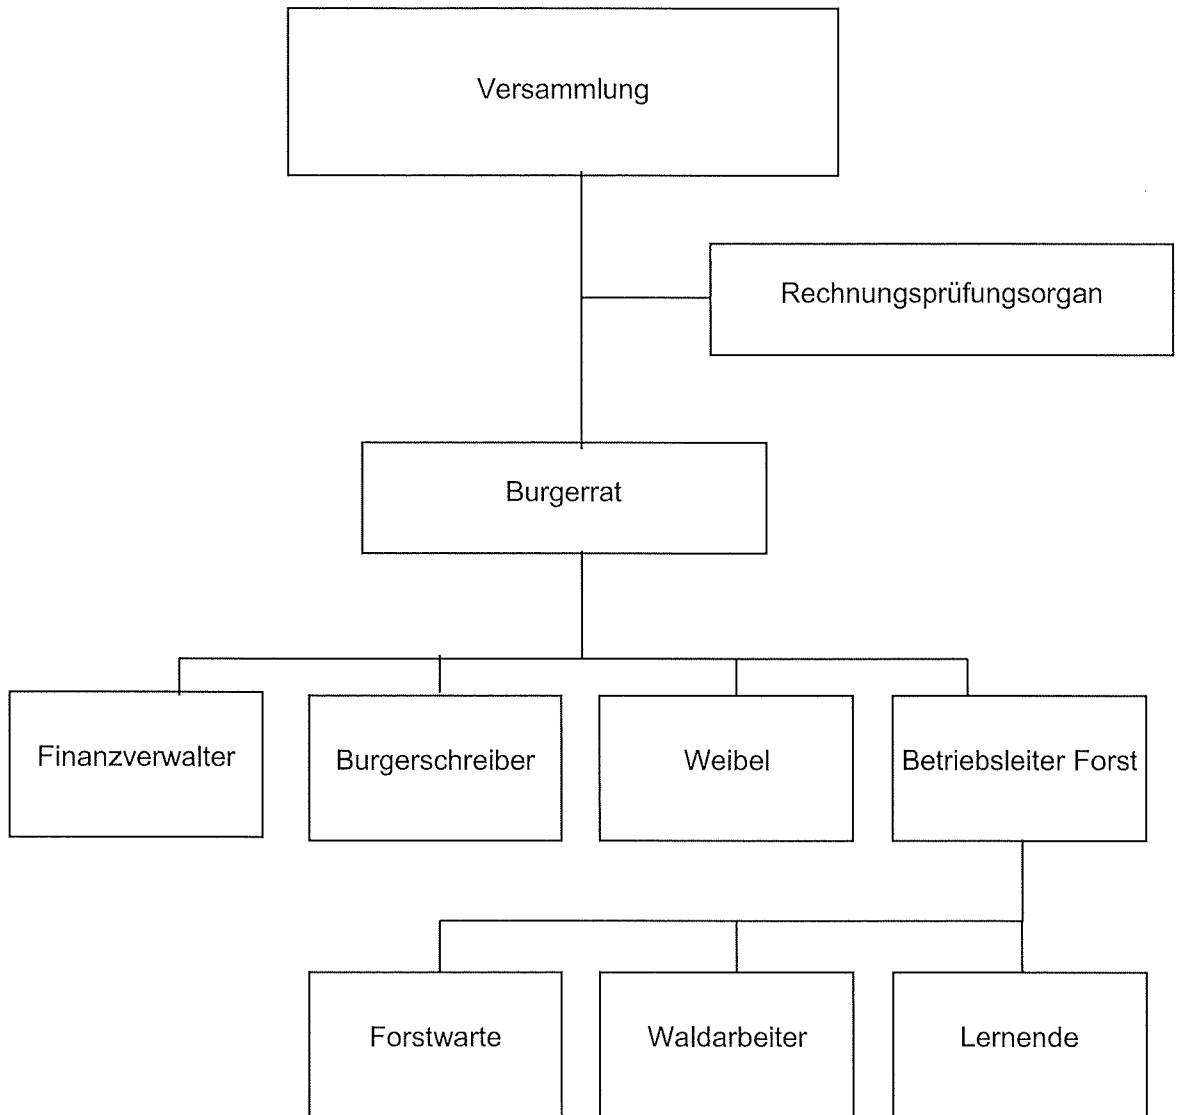 Versammlung
Rechnungsprüfungsorgan
Burgerrat
Finanzverwalter
Burgerschreiber
Weibel
Betriebsleiter Forst
Forstwarte
Waldarbeiter
Lernende